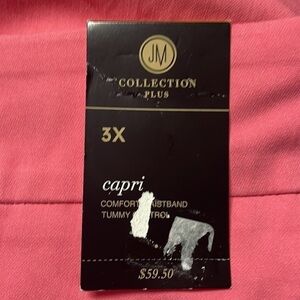 JM
COLLECTION
PLUS
3X
capri
COMFORT
TUMMY
$59.50